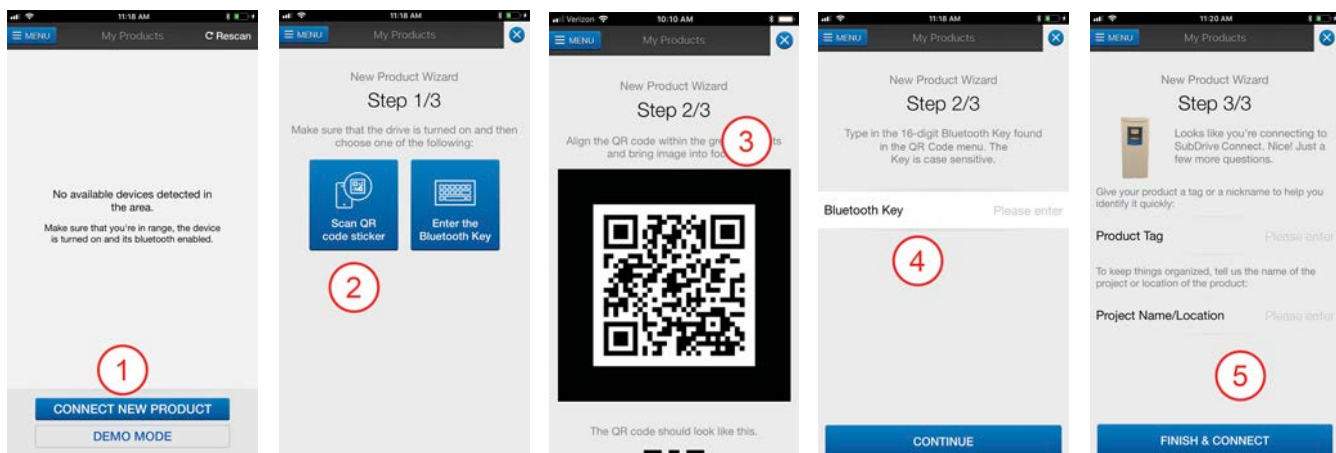 11:18 AM
MENU
My Products
Rescan
No available devices detected in
the area.
Make sure that you're in range, the device
is turned on and its bluetooth enabled.
1
CONNECT NEW PRODUCT
DEMO MODE
11:18 AM
MENU
My Products
New Product Wizard
Step 1/3
Make sure that the drive is turned on and then
choose one of the following:
Scan QR
code sticker
Enter the
Bluetooth Key
2
Verizon
10:10 AM
MENU
My Products
New Product Wizard
Step 2/3
3
Align the QR code within the
and bring image into
The QR code should look like this.
11:18 AM
MENU
My Products
New Product Wizard
Step 2/3
Type in the 16-digit Bluetooth Key found
in the QR Code menu. The
Key is case sensitive.
Bluetooth Key Please enter
4
CONTINUE
11:20 AM
MENU
My Products
New Product Wizard
Step 3/3
Looks like you're connecting to
SubDrive Connect. Nice! Just a
few more questions.
Give your product a tag or a nickname to help you
identify it quickly:
Product Tag Please enter
To keep things organized, tell us the name of the
project or location of the product:
Project Name/Location Please enter
5
FINISH & CONNECT